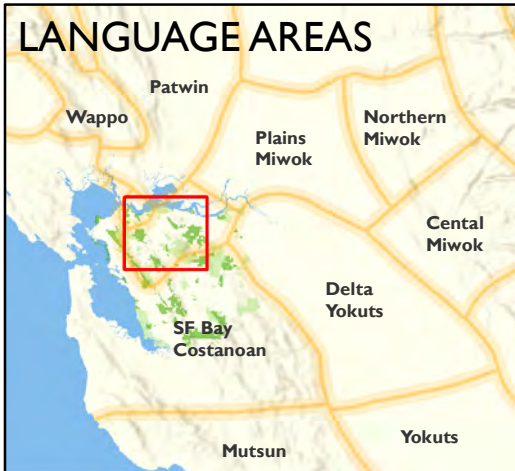 LANGUAGE AREAS
Patwin
Wappo
Northern
Miwok
Plains
Miwok
Cental
Miwok
Delta
Yokuts
SF Bay
Costanoan
Yokuts
Mutsun